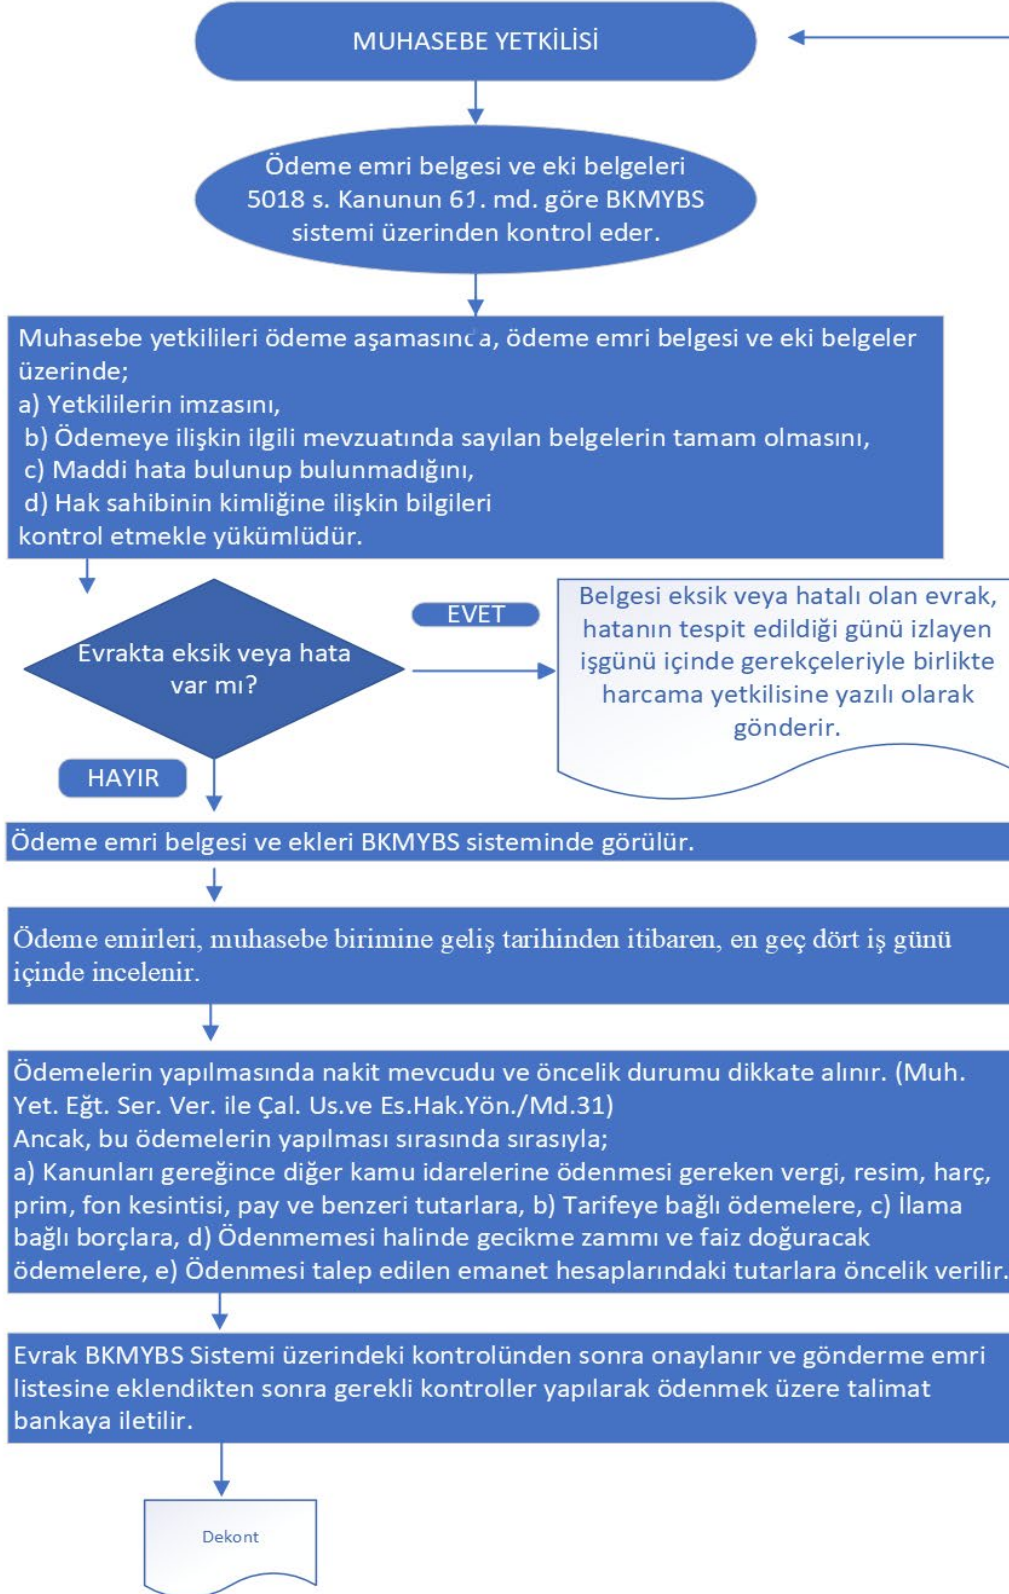 MUHASEBE YETKİLİSİ
Ödeme emri belgesi ve eki belgeleri
5018 s. Kanunun 61. md. göre BKMYBS
sistemi üzerinden kontrol eder.
Muhasebe yetkilileri ödeme aşamasında, ödeme emri belgesi ve eki belgeler
üzerinde;
a) Yetkililerin imzasını,
b) Ödemeye ilişkin ilgili mevzuatında sayılan belgelerin tamam olmasını,
c) Maddi hata bulunup bulunmadığını,
d) Hak sahibinin kimliğine ilişkin bilgileri
kontrol etmekle yükümlüdür.
Evrakta eksik veya hata
var mı?
EVET
Belgesi eksik veya hatalı olan evrak,
hatanın tespit edildiği günü izleyen
işgünü içinde gerekçeleriyle birlikte
harcama yetkilisine yazılı olarak
gönderir.
HAYIR
Ödeme emri belgesi ve ekleri BKMYBS sisteminde görülür.
Ödeme emirleri, muhasebe birimine geliş tarihinden itibaren, en geç dört iş günü
içinde incelenir.
Ödemelerin yapılmasında nakit mevcudu ve öncelik durumu dikkate alınır. (Muh.
Yet. Eğt. Ser. Ver. ile Çal. Us.ve Es.Hak.Yön./Md.31)
Ancak, bu ödemelerin yapılması sırasında sırasıyla;
a) Kanunları gereğince diğer kamu idarelerine ödenmesi gereken vergi, resim, harç,
prim, fon kesintisi, pay ve benzeri tutarlara, b) Tarifeye bağlı ödemelere, c) İlama
bağlı borçlara, d) Ödenmemesi halinde gecikme zammı ve faiz doğuracak
ödemelere, e) Ödenmesi talep edilen emanet hesaplarındaki tutarlara öncelik verilir.
Evrak BKMYBS Sistemi üzerindeki kontrolünden sonra onaylanır ve gönderme emri
listesine eklendikten sonra gerekli kontroller yapılarak ödenmek üzere talimat
bankaya iletilir.
Dekont